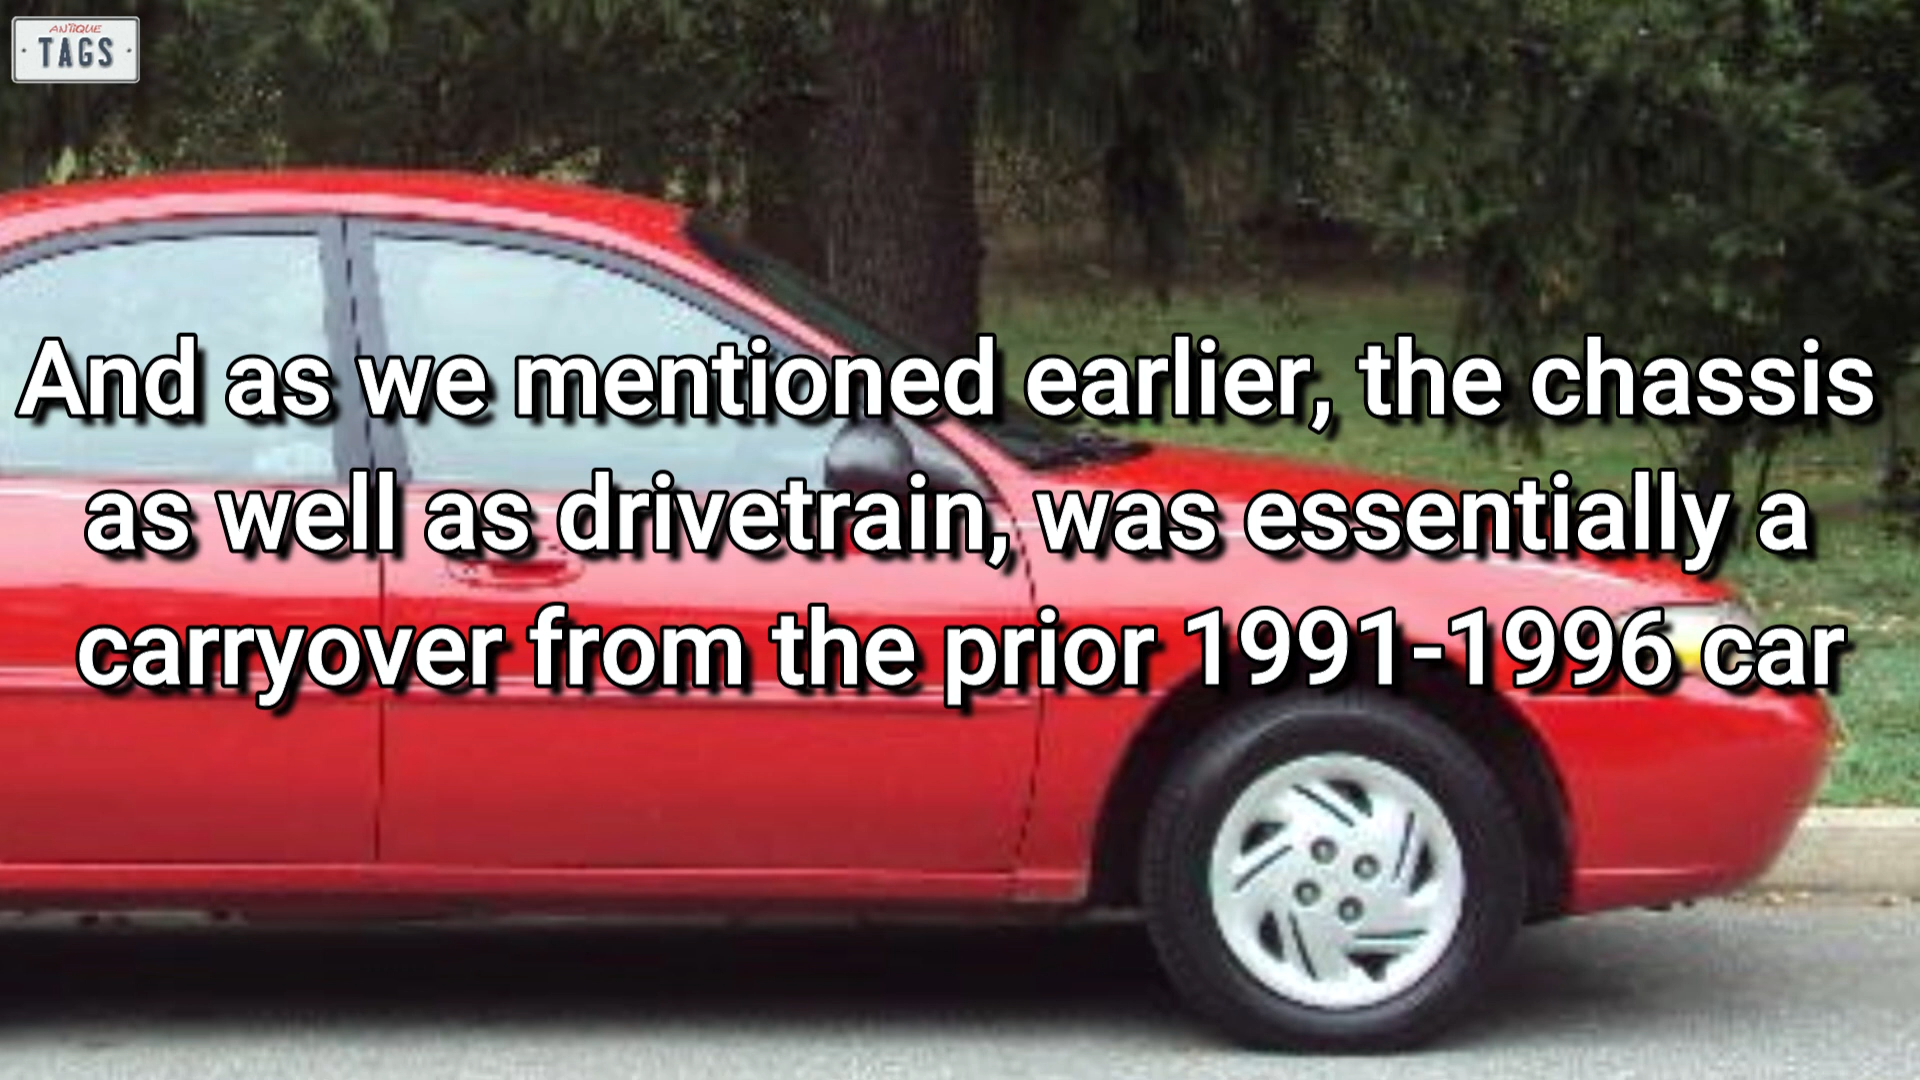 ANTIQUE
TAGS
And as we mentioned earlier, the chassis
as well as drivetrain, was essentially a
carryover from the prior 1991-1996 car